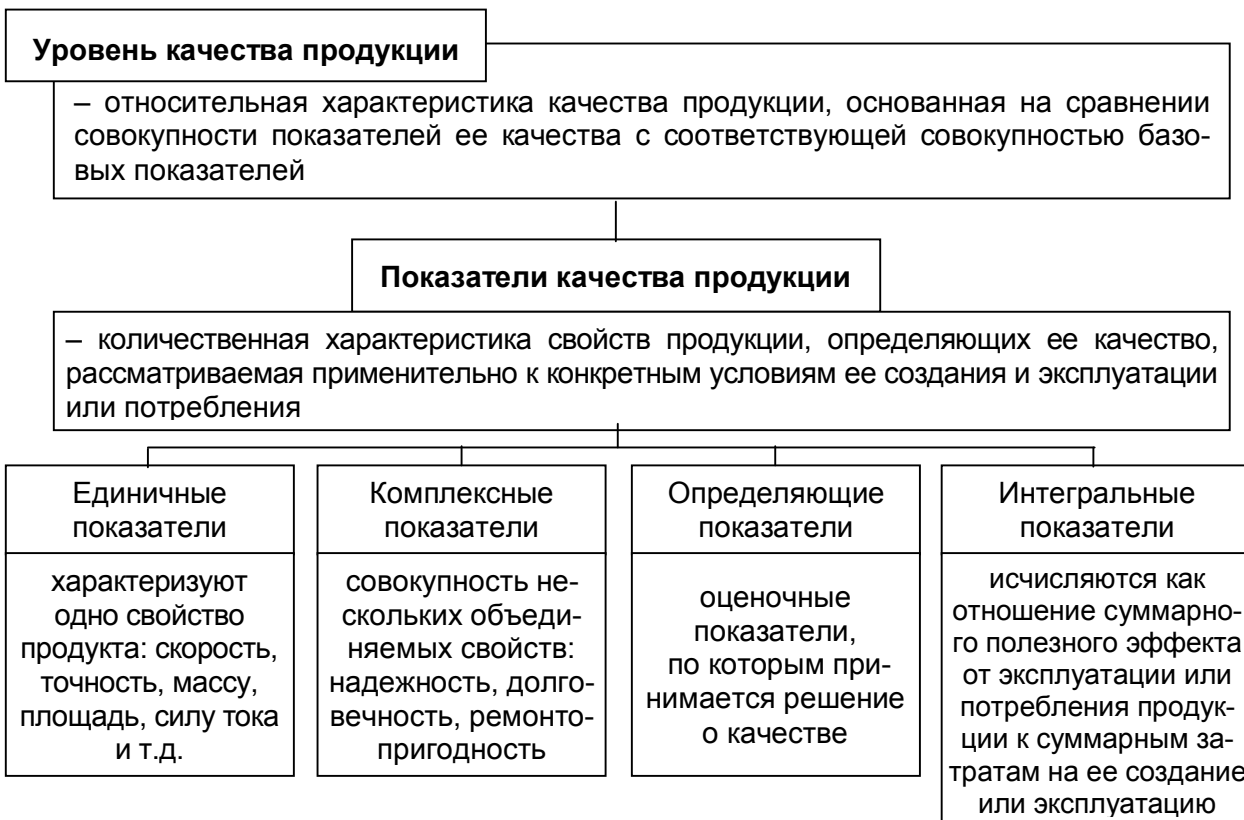 Уровень качества продукции
– относительная характеристика качества продукции, основанная на сравнении
совокупности показателей ее качества с соответствующей совокупностью базо-
вых показателей
Показатели качества продукции
– количественная характеристика свойств продукции, определяющих ее качество,
рассматриваемая применительно к конкретным условиям ее создания и эксплуатации
или потребления
Единичные
показатели
характеризуют
одно свойство
продукта: скорость,
точность, массу,
площадь, силу тока
и т.д.
Комплексные
показатели
совокупность не-
скольких объеди-
няемых свойств:
надежность, долго-
вечность, ремонто-
пригодность
Определяющие
показатели
оценочные
показатели,
по которым при-
нимается решение
о качестве
Интегральные
показатели
исчисляются как
отношение суммарно-
го полезного эффекта
от эксплуатации или
потребления продук-
ции к суммарным за-
тратам на ее создание
или эксплуатацию